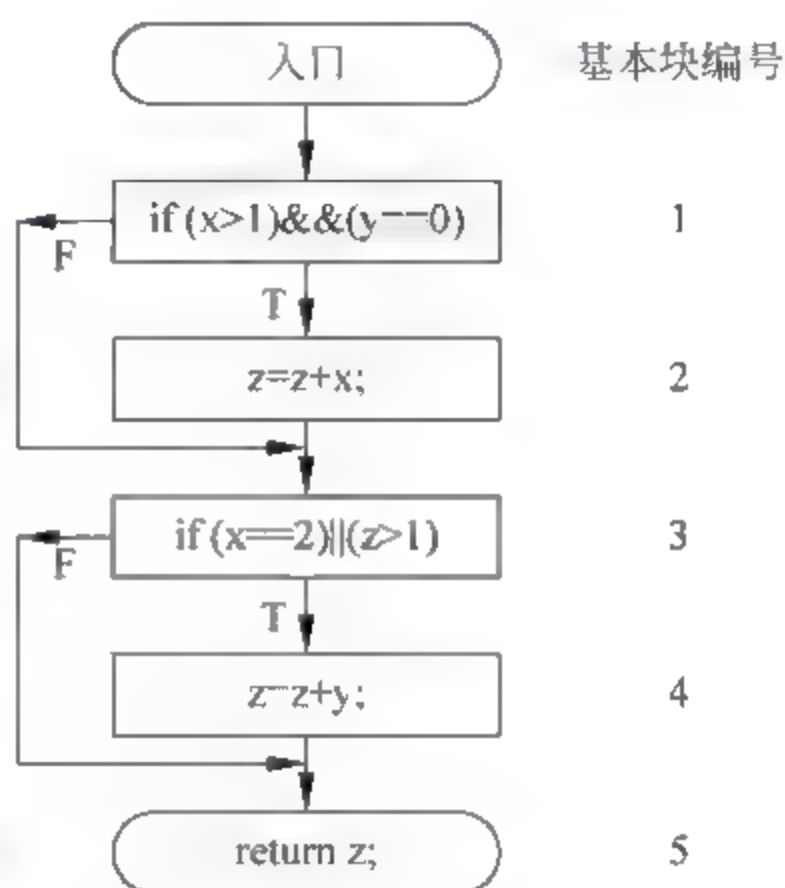 入口 基本块编号
if (x>1)&&(y==0) 1
F
T
z=z+x; 2
if (x==2)||(z>1) 3
F
T
z=z+y; 4
return z; 5